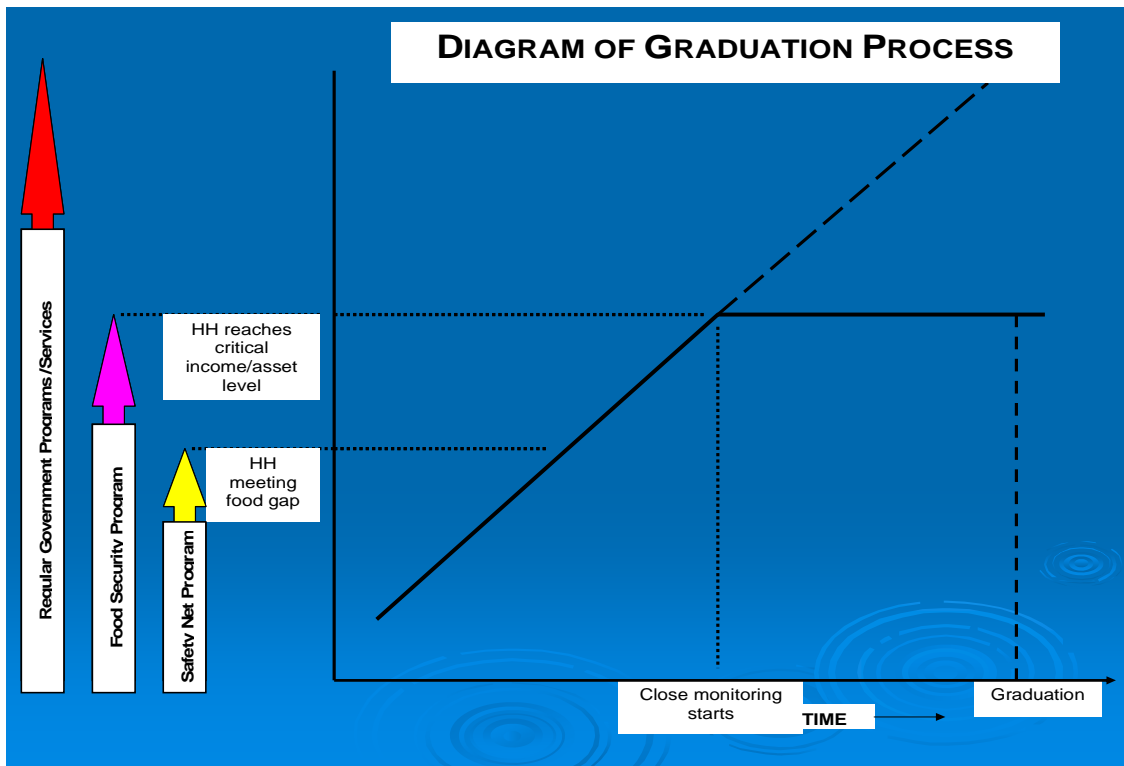 DIAGRAM OF GRADUATION PROCESS
Regular Government Programs/Services
Food Security Program
Safety Net Program
HH reaches
critical
income/asset
level
HH
meeting
food gap
Close monitoring
starts
TIME
Graduation